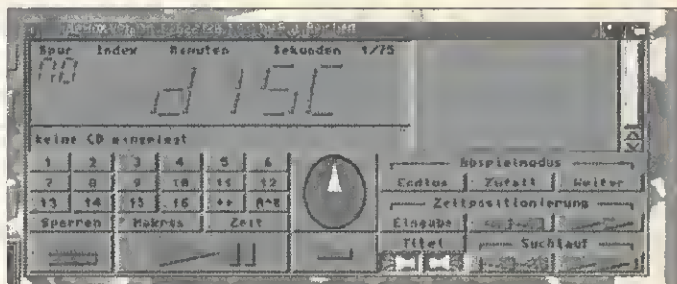 Spur Index Minuten Sekunden 1/75
00 dISC
keine CD eingelegt
1 2 3 4 5 6
7 8 9 10 11 12
13 14 15 16 ++ A+B
Sperren Makros Zeit
Abspielmodus
Endlos Zufall Weiter
Zeitpositionierung
Eingabe
Titel Suchlauf